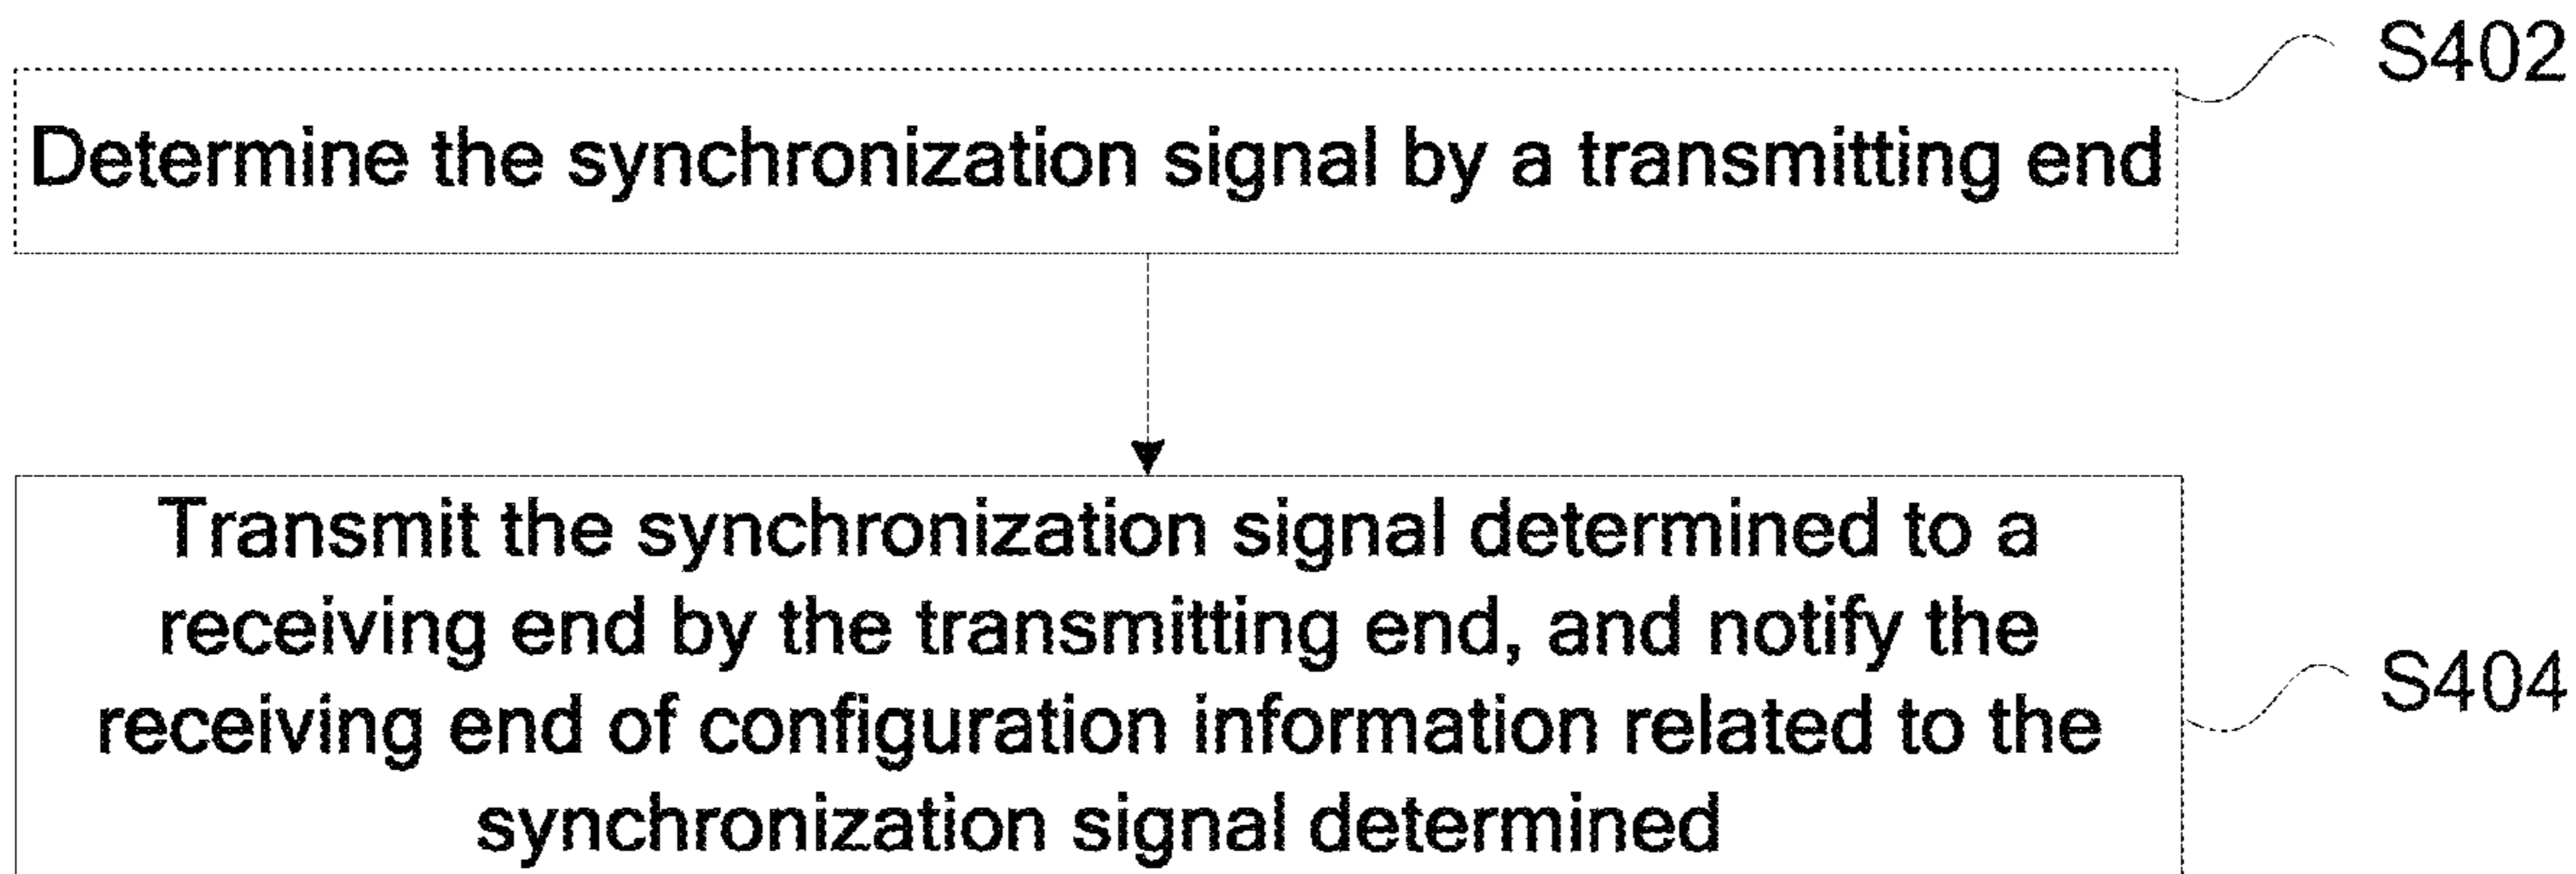 S402
Determine the synchronization signal by a transmitting end
Transmit the synchronization signal determined to a
receiving end by the transmitting end, and notify the
receiving end of configuration information related to the
synchronization signal determined
S404